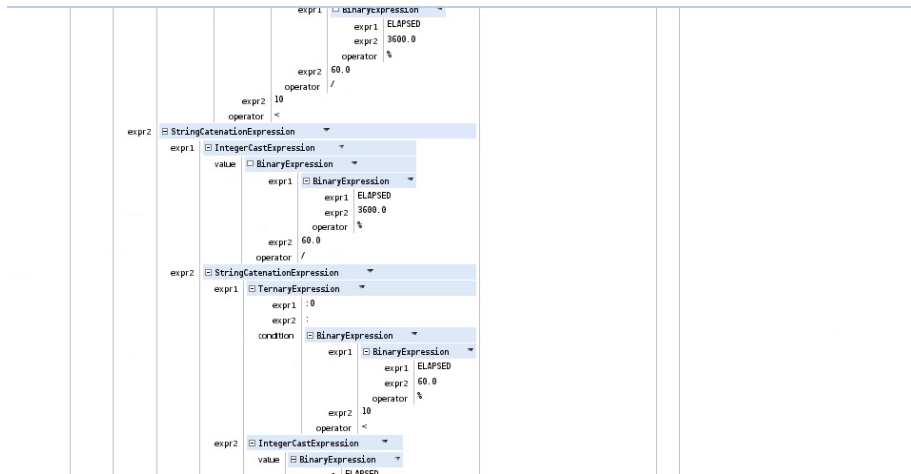 expr1 BinaryExpression
expr1 ELAPSED
expr2 3600.0
operator %
expr2 60.0
operator /
expr2 10
operator <
expr2 StringCatenationExpression
expr1 IntegerCastExpression
value BinaryExpression
expr1 BinaryExpression
expr1 ELAPSED
expr2 3600.0
operator %
expr2 60.0
operator /
expr2 StringCatenationExpression
expr1 TernaryExpression
expr1 :0
expr2 :
condition BinaryExpression
expr1 BinaryExpression
expr1 ELAPSED
expr2 60.0
operator %
expr2 10
operator <
expr2 IntegerCastExpression
value BinaryExpression
ELAPSED